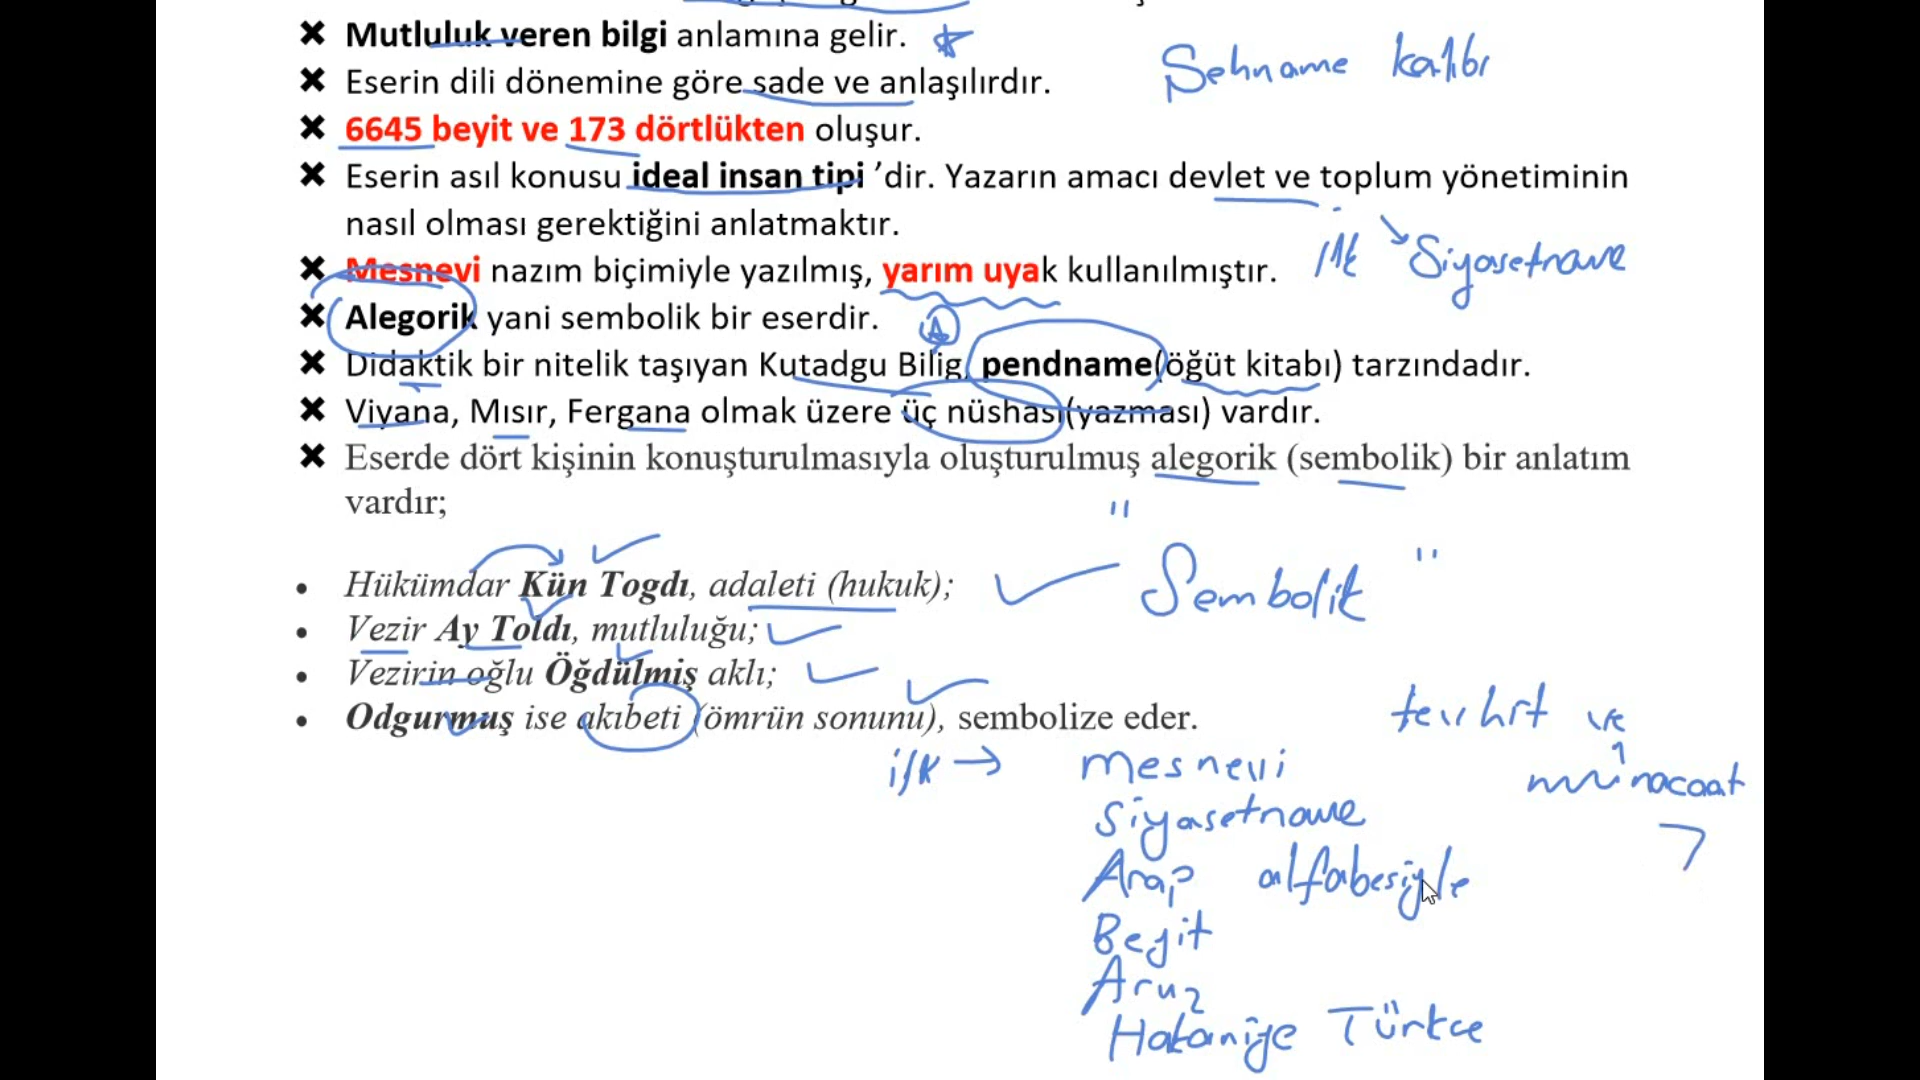 ✖ Mutluluk veren bilgi anlamına gelir.
Şehname kalıbı
✖ Eserin dili dönemine göre sade ve anlaşılırdır.
✖ 6645 beyit ve 173 dörtlükten oluşur.
✖ Eserin asıl konusu ideal insan tipi ’dir. Yazarın amacı devlet ve toplum yönetiminin
nasıl olması gerektiğini anlatmaktır.
✖ Mesnevi nazım biçimiyle yazılmış, yarım uyak kullanılmıştır.
ilk Siyasetname
✖ Alegorik yani sembolik bir eserdir.
✖ Didaktik bir nitelik taşıyan Kutadgu Bilig, pendname(öğüt kitabı) tarzındadır.
✖ Viyana, Mısır, Fergana olmak üzere üç nüshası(yazması) vardır.
✖ Eserde dört kişinin konuşturulmasıyla oluşturulmuş alegorik (sembolik) bir anlatım
vardır;
"Sembolik"
• Hükümdar Kün Togdı, adaleti (hukuk);
• Vezir Ay Toldı, mutluluğu;
• Vezirin oğlu Öğdülmiş aklı;
• Odgurmuş ise akıbeti (ömrün sonunu), sembolize eder.
tevhit ve
münacaat
ilk → mesnevi
Siyasetname
Arap alfabesiyle
Beyit
Aruz
Hakaniye Türkçe